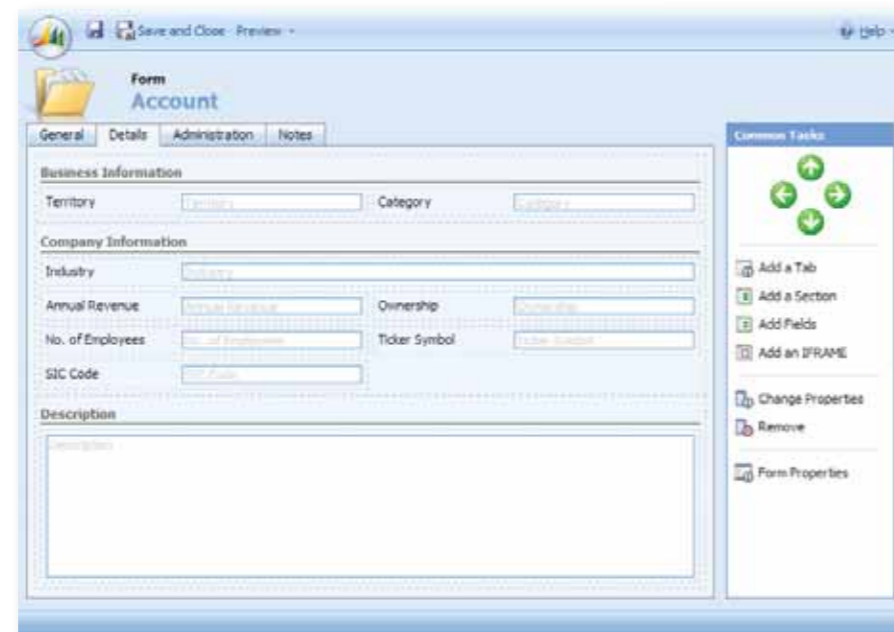 Save and Close Preview Help
Form
Account
General Details Administration Notes
Common Tasks
Business Information
Territory Territory Category Category
Company Information
Industry Industry
Annual Revenue Annual Revenue Ownership Ownership
No. of Employees No. of Employees Ticker Symbol Ticker Symbol
SIC Code SIC Code
Description
Description
Add a Tab
Add a Section
Add Fields
Add an IFRAME
Change Properties
Remove
Form Properties